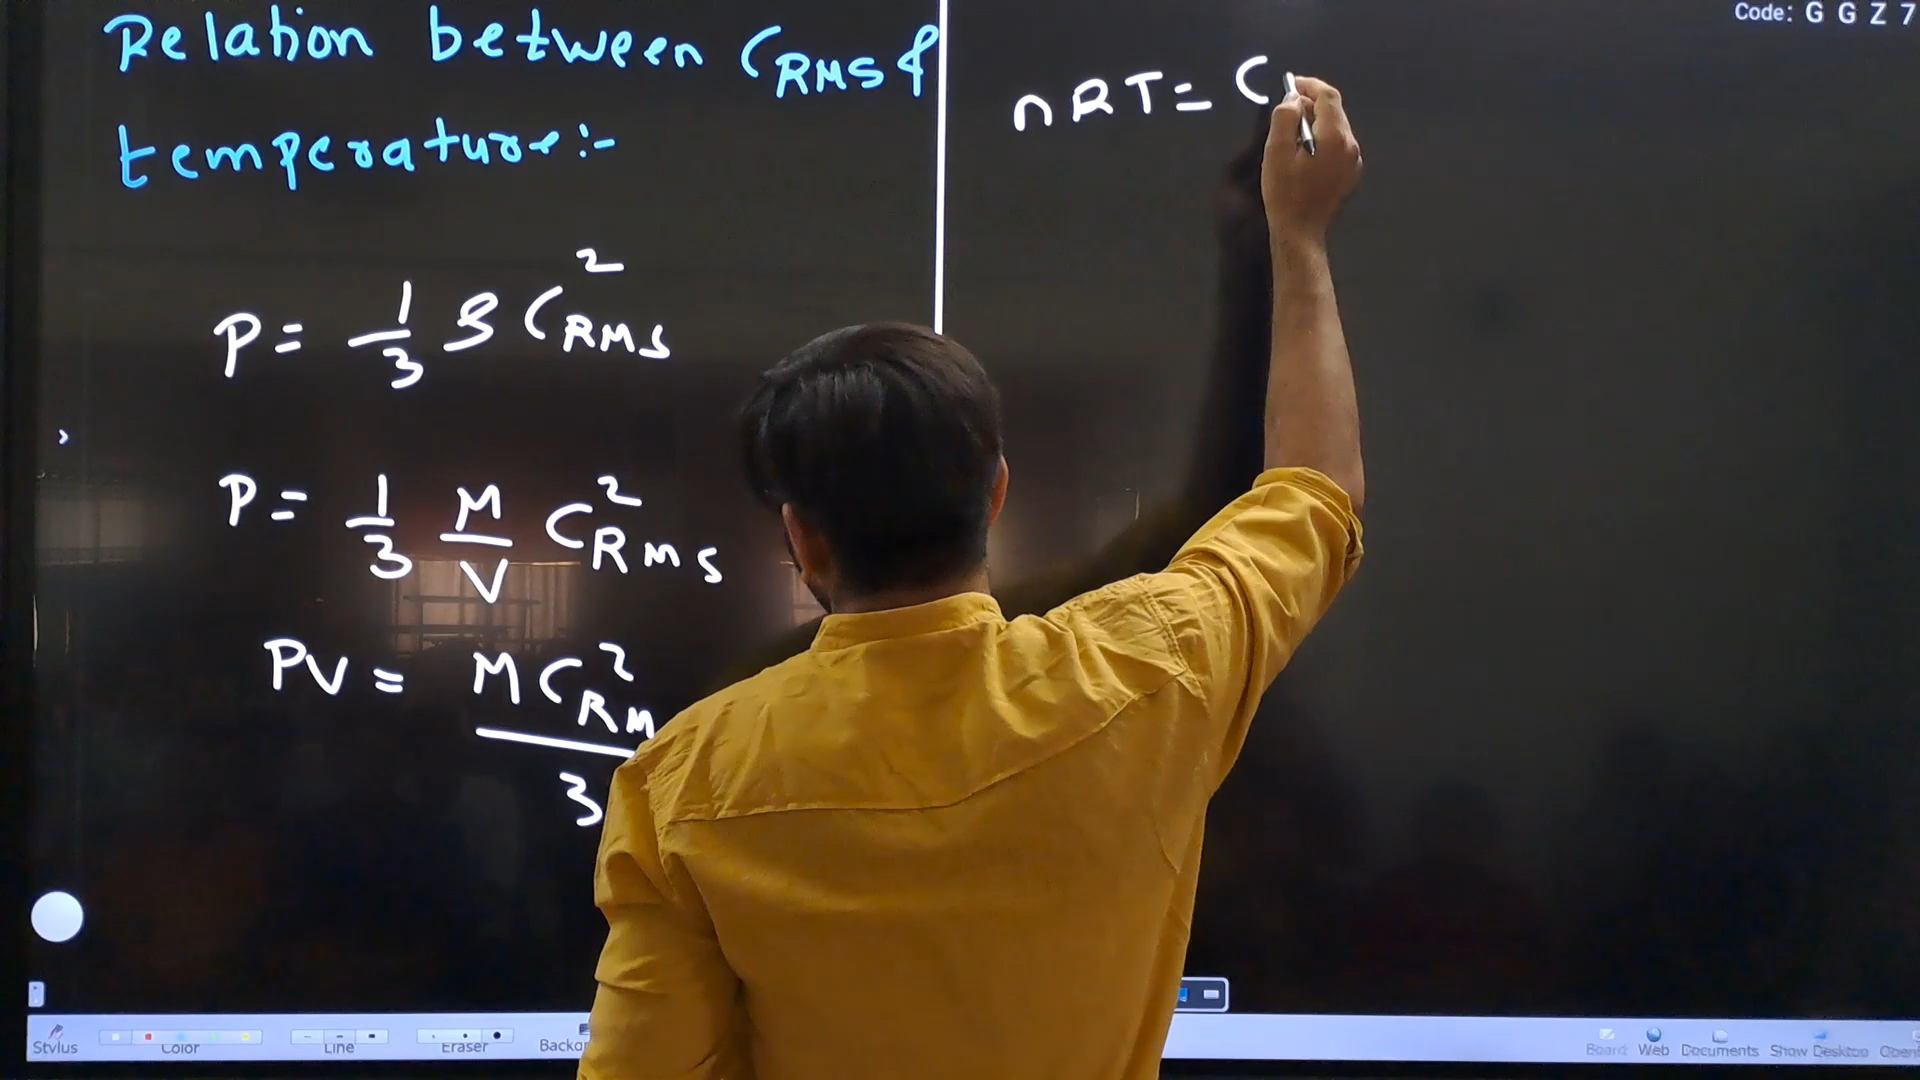 Relation between CRMS &
temperature:-
P = 1/3 ρ C²RMS
P = 1/3 M/V C²RMS
PV = MC²RM
3
Code: G G Z 7
nRT = C
Stylus Color Line Eraser
Board Web Documents Show Desktop